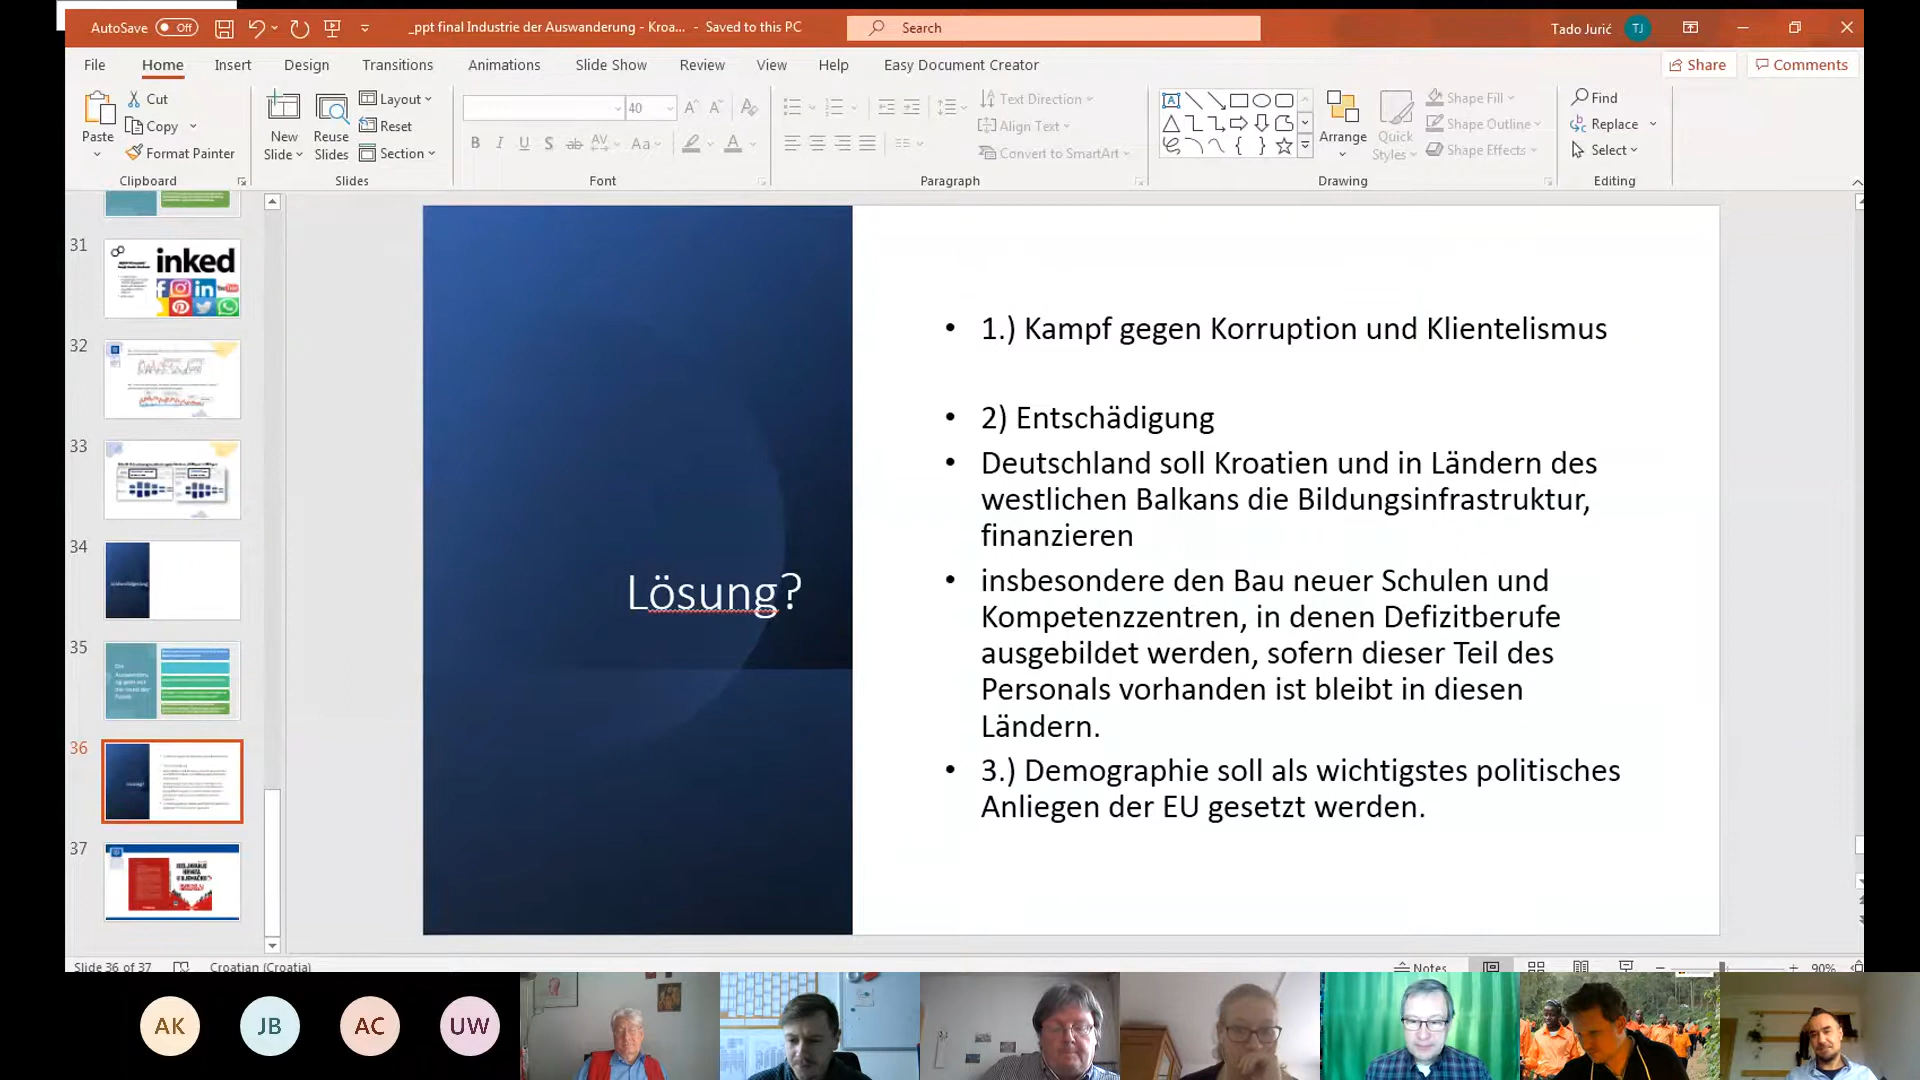 AutoSave Off _ppt final Industrie der Auswanderung - Kroa... - Saved to this PC Search Tado Jurić TJ
File Home Insert Design Transitions Animations Slide Show Review View Help Easy Document Creator Share Comments
Paste Cut Copy Format Painter
Clipboard
New Slide Reuse Slides Layout Reset Section
Slides
40
B I U S ab AV Aa A
Font
Text Direction
Align Text
Convert to SmartArt
Paragraph
Arrange Quick Styles Shape Fill Shape Outline Shape Effects
Drawing
Find
Replace
Select
Editing
31
inked
32
33
34
35
36
37
Lösung?
• 1.) Kampf gegen Korruption und Klientelismus
• 2) Entschädigung
• Deutschland soll Kroatien und in Ländern des
westlichen Balkans die Bildungsinfrastruktur,
finanzieren
• insbesondere den Bau neuer Schulen und
Kompetenzzentren, in denen Defizitberufe
ausgebildet werden, sofern dieser Teil des
Personals vorhanden ist bleibt in diesen
Ländern.
• 3.) Demographie soll als wichtigstes politisches
Anliegen der EU gesetzt werden.
Slide 36 of 37 Croatian (Croatia) Notes 90%
AK JB AC UW